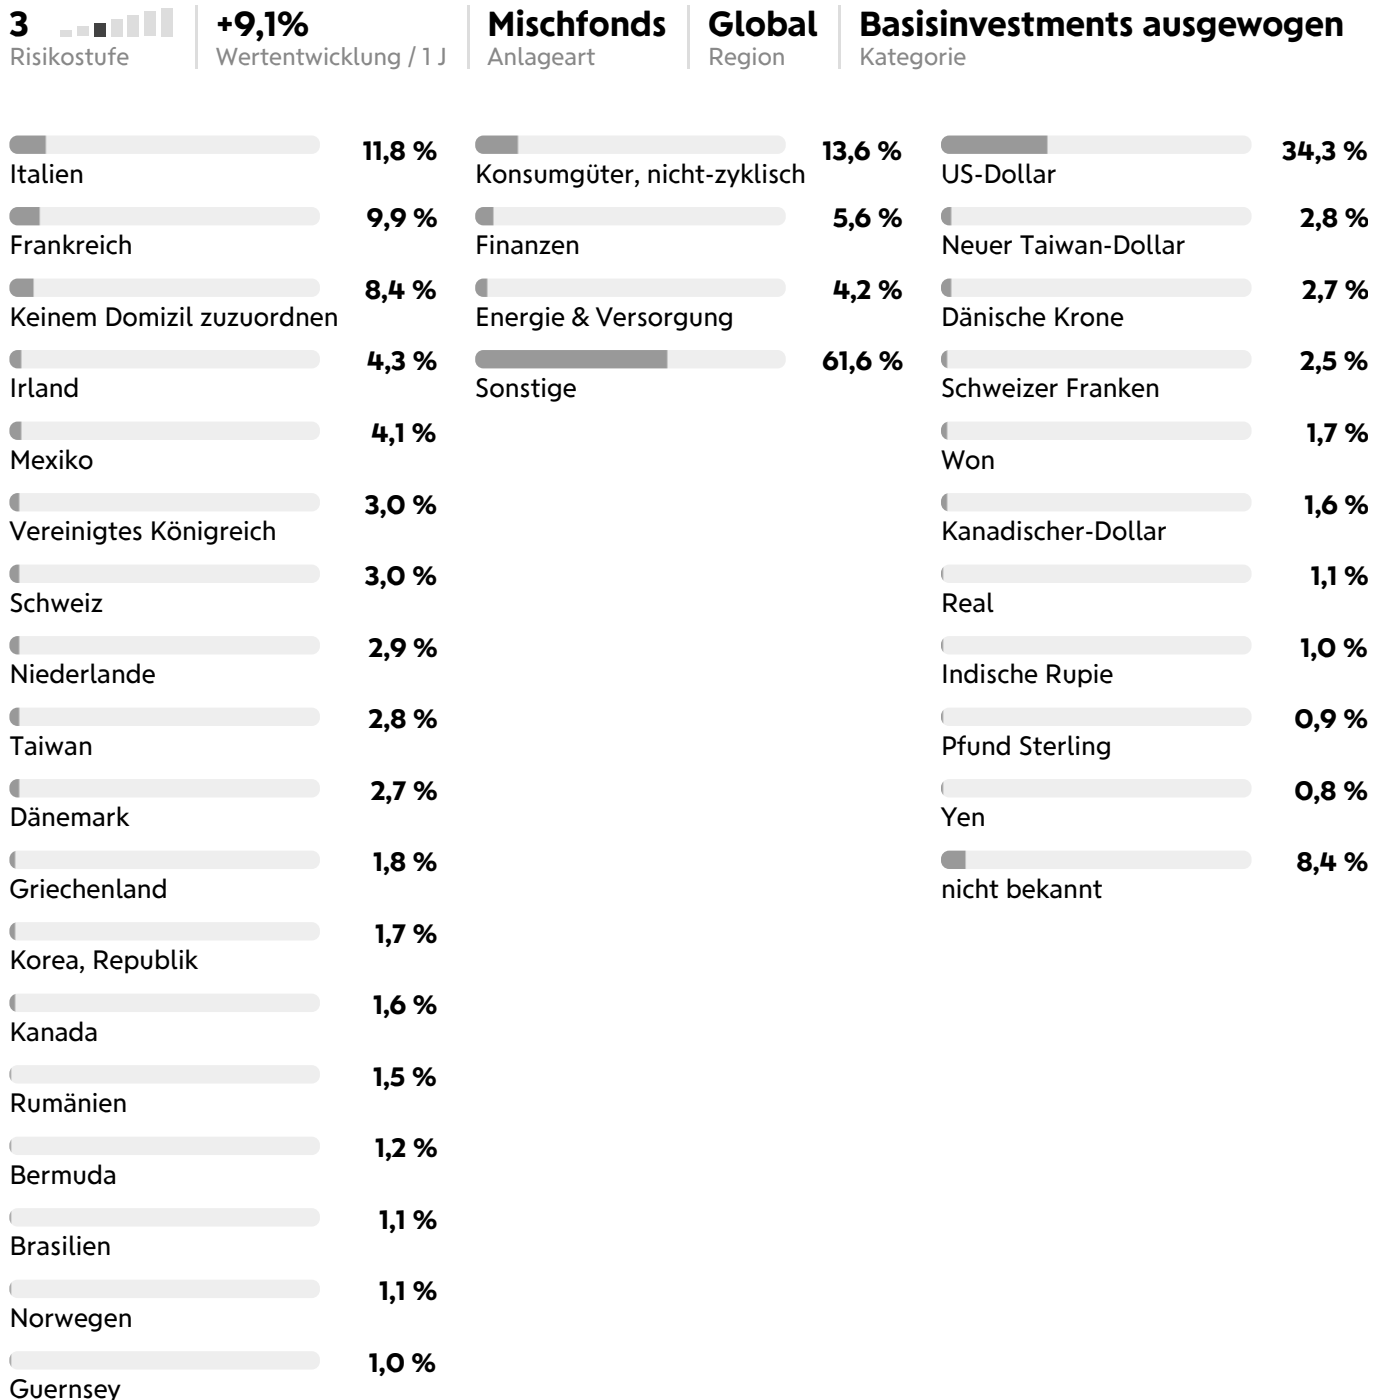 3
Risikostufe
+9,1%
Wertentwicklung / 1 J
Mischfonds
Anlageart
Global
Region
Basisinvestments ausgewogen
Kategorie
11,8 %
Italien
9,9 %
Frankreich
8,4 %
Keinem Domizil zuzuordnen
4,3 %
Irland
4,1 %
Mexiko
3,0 %
Vereinigtes Königreich
3,0 %
Schweiz
2,9 %
Niederlande
2,8 %
Taiwan
2,7 %
Dänemark
1,8 %
Griechenland
1,7 %
Korea, Republik
1,6 %
Kanada
1,5 %
Rumänien
1,2 %
Bermuda
1,1 %
Brasilien
1,1 %
Norwegen
1,0 %
Guernsey
13,6 %
Konsumgüter, nicht-zyklisch
5,6 %
Finanzen
4,2 %
Energie & Versorgung
61,6 %
Sonstige
34,3 %
US-Dollar
2,8 %
Neuer Taiwan-Dollar
2,7 %
Dänische Krone
2,5 %
Schweizer Franken
1,7 %
Won
1,6 %
Kanadischer-Dollar
1,1 %
Real
1,0 %
Indische Rupie
0,9 %
Pfund Sterling
0,8 %
Yen
8,4 %
nicht bekannt